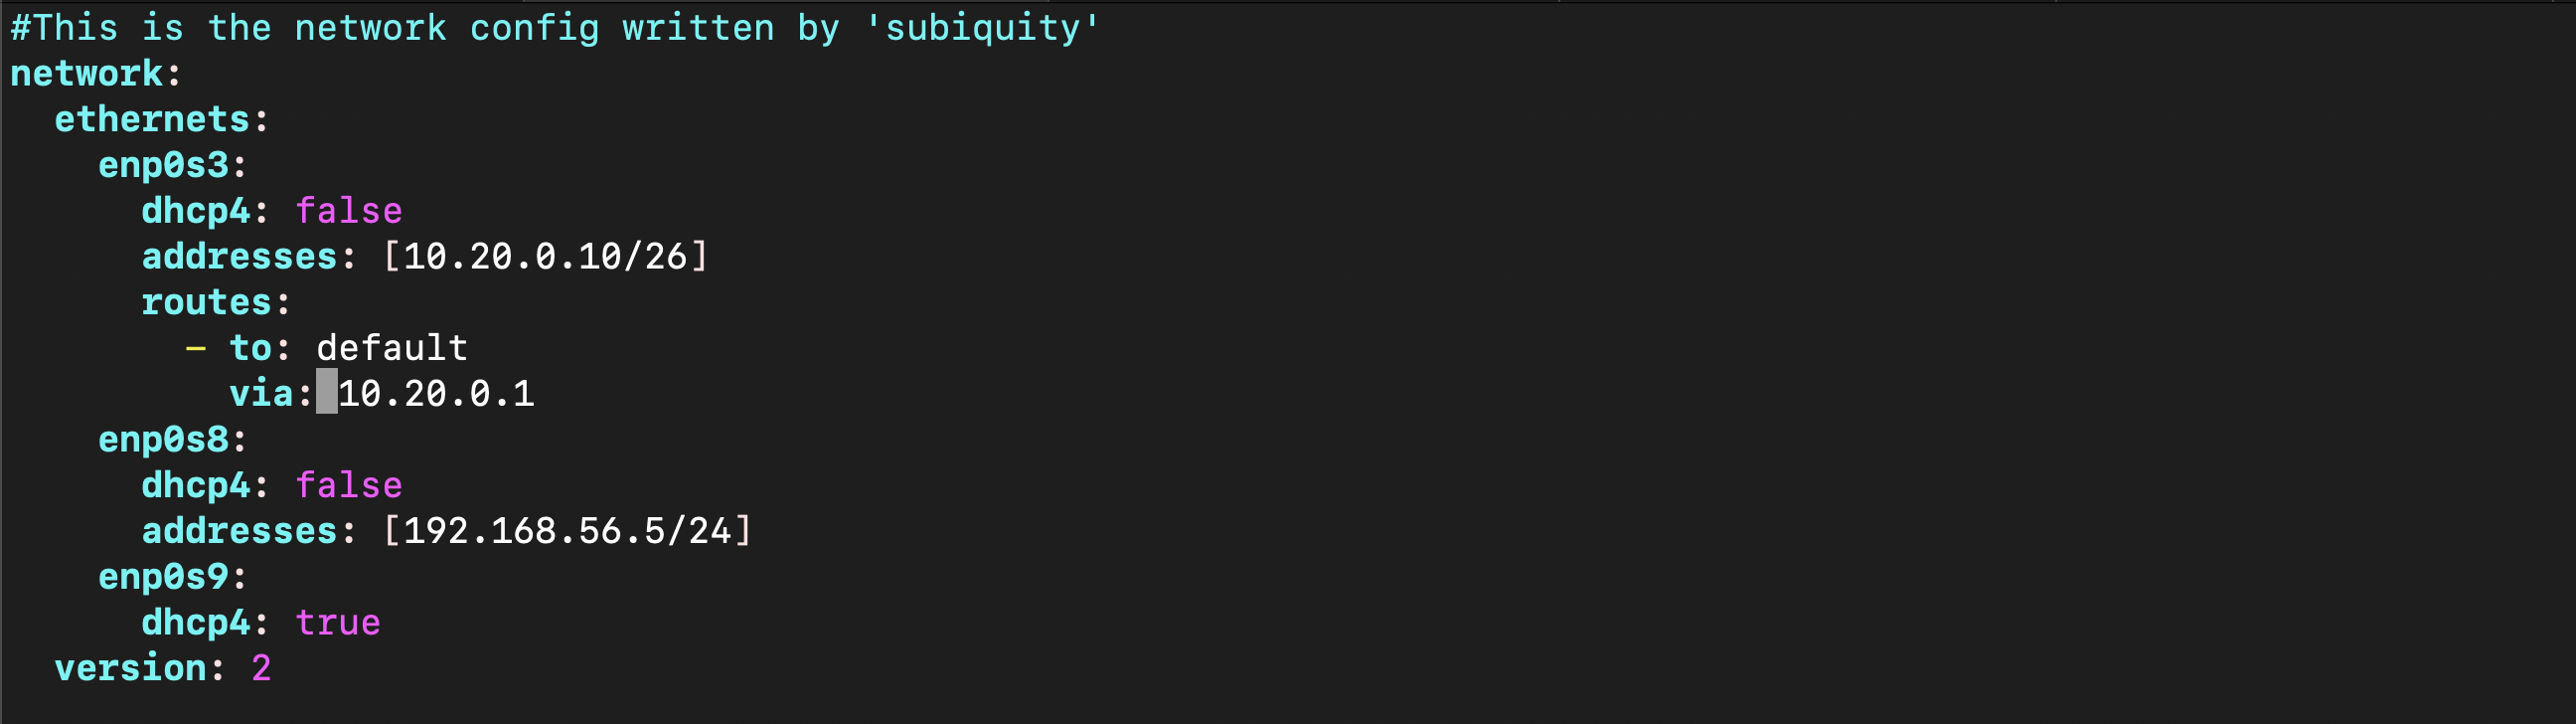 #This is the network config written by 'subiquity'
network:
  ethernets:
    enp0s3:
      dhcp4: false
      addresses: [10.20.0.10/26]
      routes:
        - to: default
          via: 10.20.0.1
    enp0s8:
      dhcp4: false
      addresses: [192.168.56.5/24]
    enp0s9:
      dhcp4: true
  version: 2